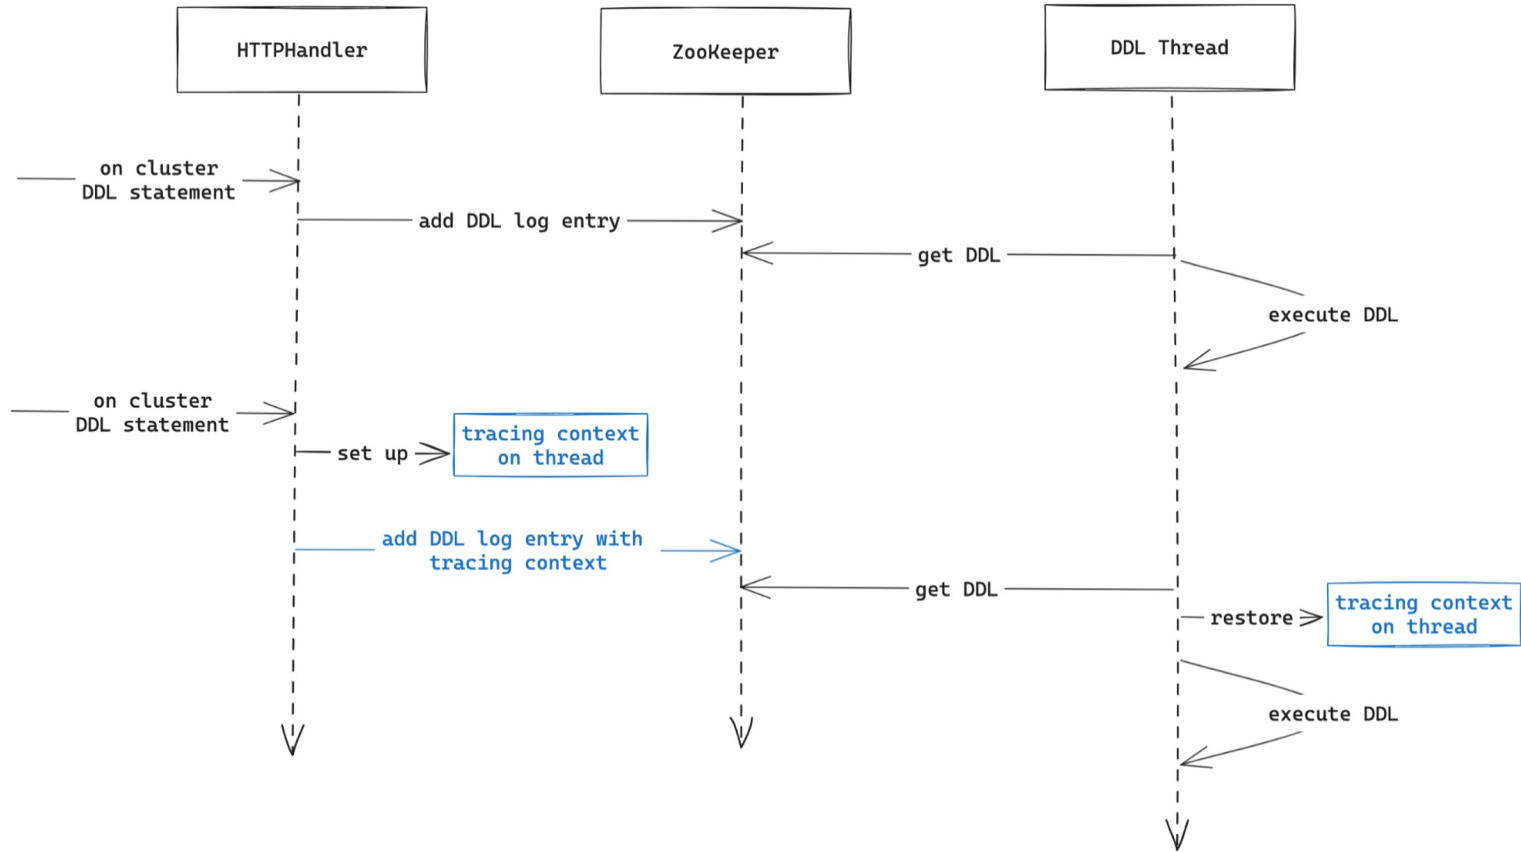 HTTPHandler
ZooKeeper
DDL Thread
on cluster
DDL statement
add DDL log entry
get DDL
execute DDL
on cluster
DDL statement
set up
tracing context
on thread
add DDL log entry with
tracing context
get DDL
restore
tracing context
on thread
execute DDL